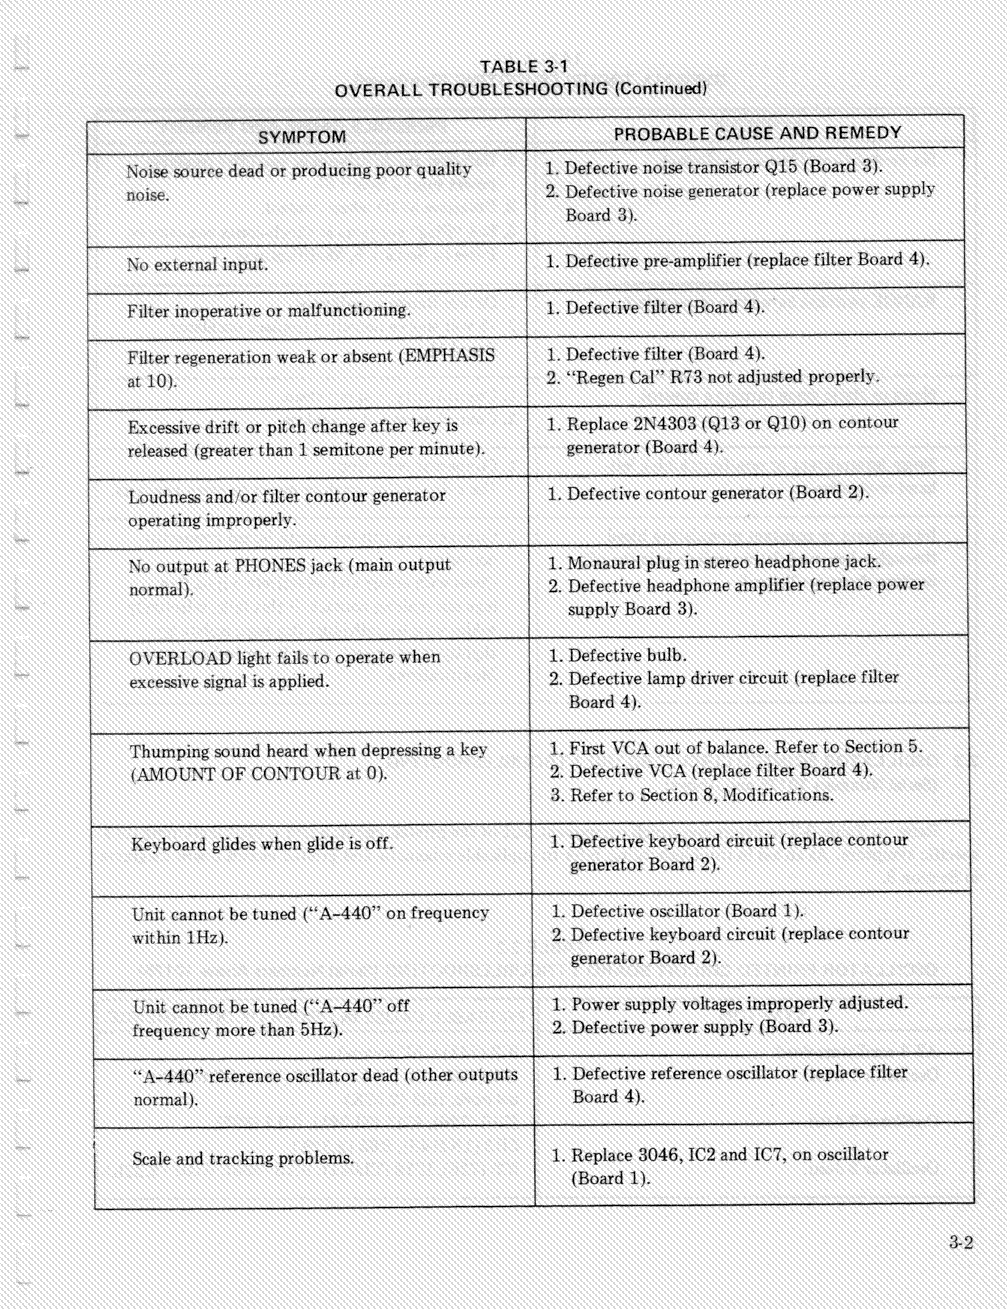 TABLE 3-1
OVERALL TROUBLESHOOTING (Continued)
SYMPTOM
PROBABLE CAUSE AND REMEDY
Noise source dead or producing poor quality
noise.
1. Defective noise transistor Q15 (Board 3).
2. Defective noise generator (replace power supply
Board 3).
No external input.
1. Defective pre-amplifier (replace filter Board 4).
Filter inoperative or malfunctioning.
1. Defective filter (Board 4).
Filter regeneration weak or absent (EMPHASIS
at 10).
1. Defective filter (Board 4).
2. “Regen Cal” R73 not adjusted properly.
Excessive drift or pitch change after key is
released (greater than 1 semitone per minute).
1. Replace 2N4303 (Q13 or Q10) on contour
generator (Board 4).
Loudness and/or filter contour generator
operating improperly.
1. Defective contour generator (Board 2).
No output at PHONES jack (main output
normal).
1. Monaural plug in stereo headphone jack.
2. Defective headphone amplifier (replace power
supply Board 3).
OVERLOAD light fails to operate when
excessive signal is applied.
1. Defective bulb.
2. Defective lamp driver circuit (replace filter
Board 4).
Thumping sound heard when depressing a key
(AMOUNT OF CONTOUR at 0).
1. First VCA out of balance. Refer to Section 5.
2. Defective VCA (replace filter Board 4).
3. Refer to Section 8, Modifications.
Keyboard glides when glide is off.
1. Defective keyboard circuit (replace contour
generator Board 2).
Unit cannot be tuned (“A–440” on frequency
within 1Hz).
1. Defective oscillator (Board 1).
2. Defective keyboard circuit (replace contour
generator Board 2).
Unit cannot be tuned (“A–440” off
frequency more than 5Hz).
1. Power supply voltages improperly adjusted.
2. Defective power supply (Board 3).
“A–440” reference oscillator dead (other outputs
normal).
1. Defective reference oscillator (replace filter
Board 4).
Scale and tracking problems.
1. Replace 3046, IC2 and IC7, on oscillator
(Board 1).
3-2